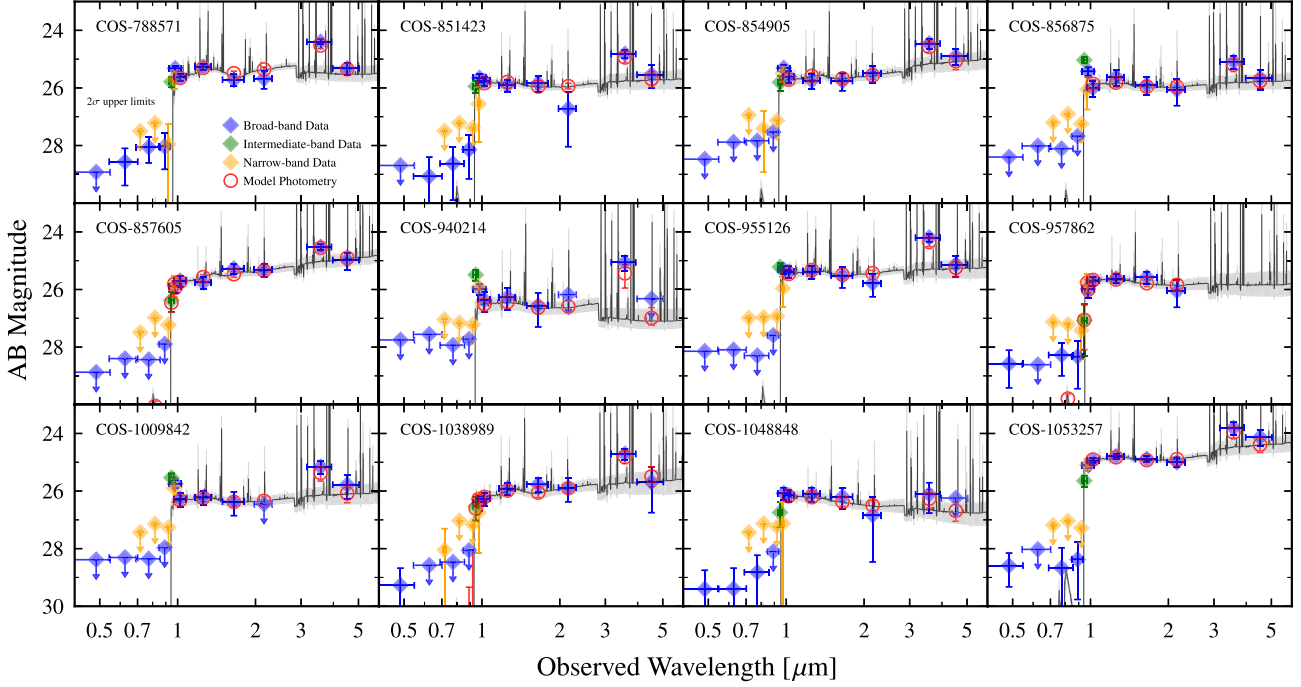 COS-788571
COS-851423
COS-854905
COS-856875
24
26
28
2σ upper limits
Broad-band Data
Intermediate-band Data
Narrow-band Data
Model Photometry
COS-857605
COS-940214
COS-955126
COS-957862
24
26
28
AB Magnitude
COS-1009842
COS-1038989
COS-1048848
COS-1053257
24
26
28
30
0.5 0.7 1 2 3 5 0.5 0.7 1 2 3 5 0.5 0.7 1 2 3 5 0.5 0.7 1 2 3 5
Observed Wavelength [μm]